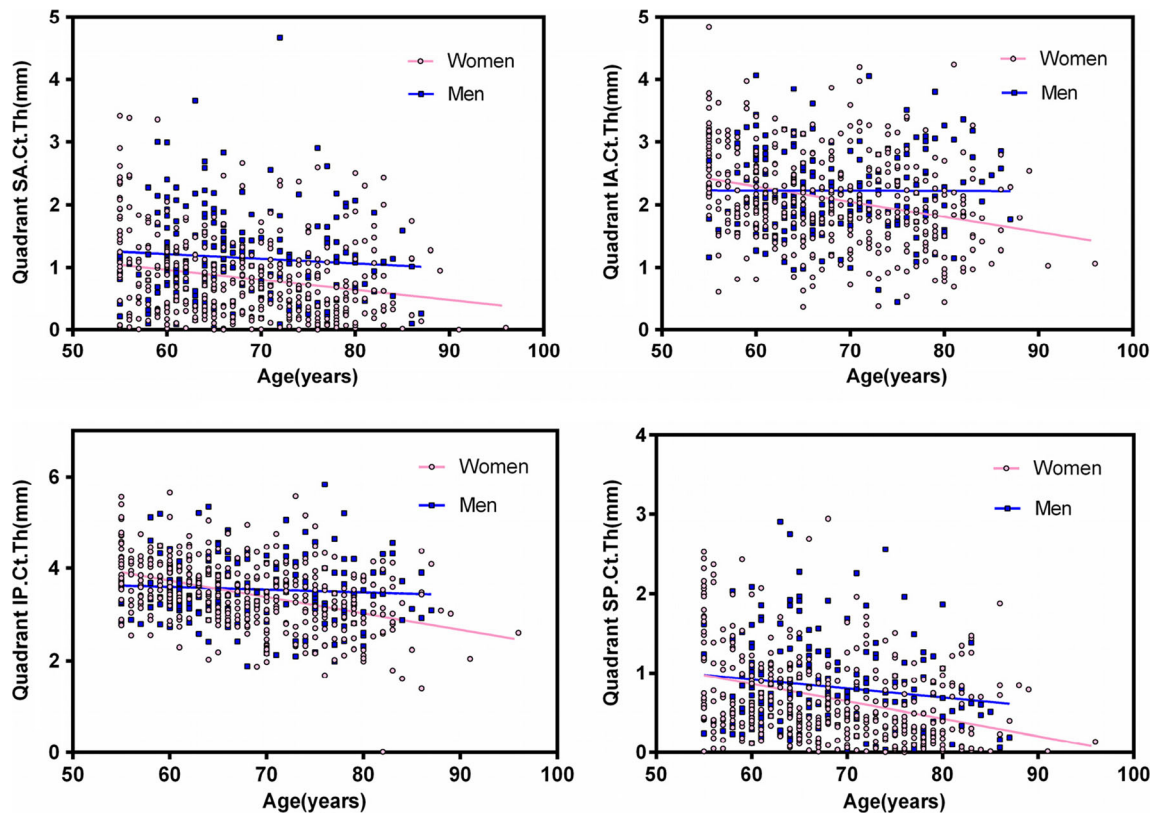 5
4
3
2
1
0
50 60 70 80 90 100
Quadrant SA.Ct.Th(mm)
Age(years)
Women
Men
5
4
3
2
1
0
50 60 70 80 90 100
Quadrant IA.Ct.Th(mm)
Age(years)
Women
Men
6
4
2
0
50 60 70 80 90 100
Quadrant IP.Ct.Th(mm)
Age(years)
Women
Men
4
3
2
1
0
50 60 70 80 90 100
Quadrant SP.Ct.Th(mm)
Age(years)
Women
Men